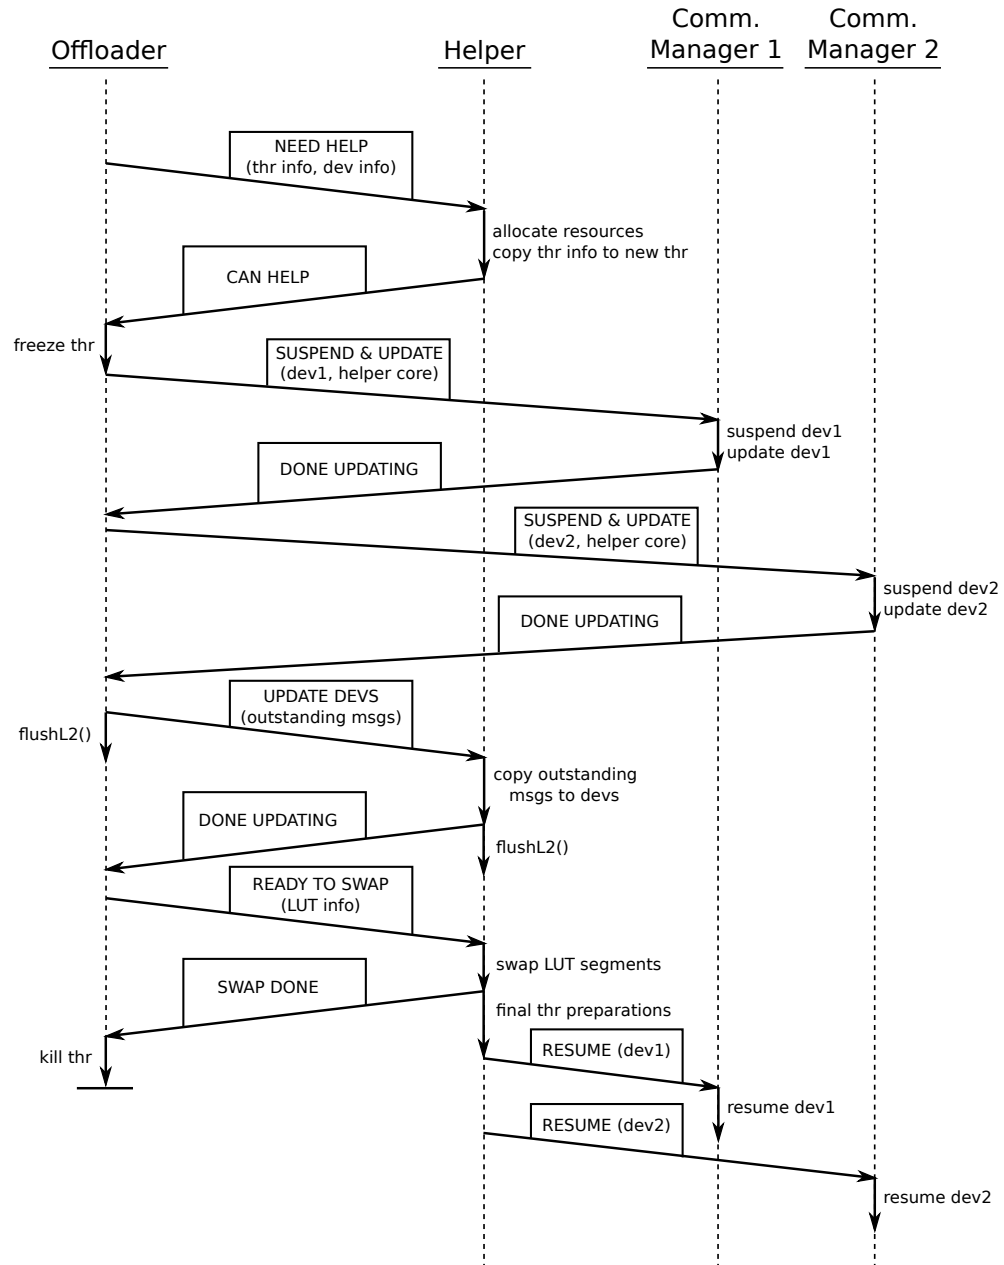 Offloader
Helper
Comm.
Manager 1
Comm.
Manager 2
NEED HELP
(thr info, dev info)
allocate resources
copy thr info to new thr
CAN HELP
freeze thr
SUSPEND & UPDATE
(dev1, helper core)
suspend dev1
update dev1
DONE UPDATING
SUSPEND & UPDATE
(dev2, helper core)
suspend dev2
update dev2
DONE UPDATING
UPDATE DEVS
(outstanding msgs)
flushL2()
copy outstanding
msgs to devs
DONE UPDATING
flushL2()
READY TO SWAP
(LUT info)
swap LUT segments
SWAP DONE
final thr preparations
kill thr
RESUME (dev1)
resume dev1
RESUME (dev2)
resume dev2